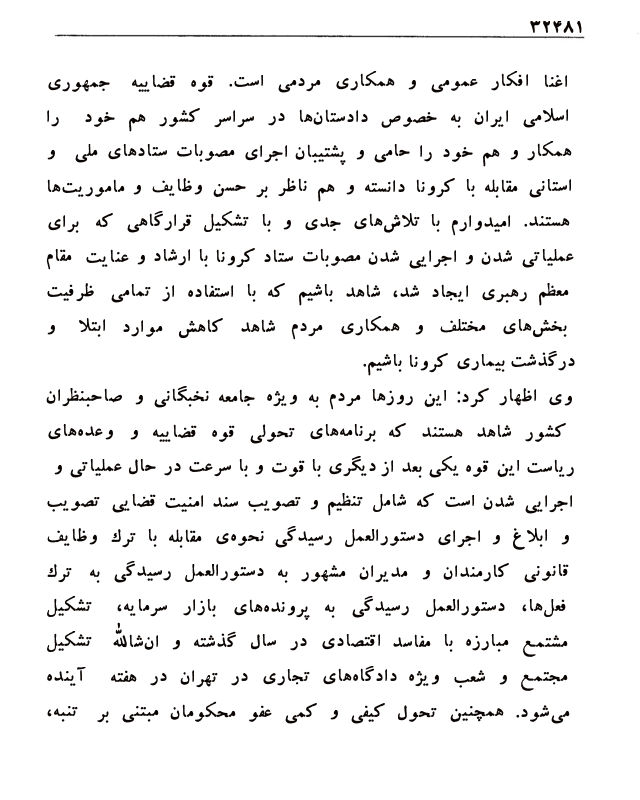 ۳۲۴۸۱
اغنا افکار عمومی و همکاری مردمی است. قوه قضاییه جمهوری
اسلامی ایران به خصوص دادستان‌ها در سراسر کشور هم خود را
همکار و هم خود را حامی و پشتیبان اجرای مصوبات ستادهای ملی و
استانی مقابله با کرونا دانسته و هم ناظر بر حسن وظایف و ماموریت‌ها
هستند. امیدوارم با تلاش‌های جدی و با تشکیل قرارگاهی که برای
عملیاتی شدن و اجرایی شدن مصوبات ستاد کرونا با ارشاد و عنایت مقام
معظم رهبری ایجاد شد، شاهد باشیم که با استفاده از تمامی ظرفیت
بخش‌های مختلف و همکاری مردم شاهد کاهش موارد ابتلا و
درگذشت بیماری کرونا باشیم.
وی اظهار کرد: این روزها مردم به ویژه جامعه نخبگانی و صاحبنظران
کشور شاهد هستند که برنامه‌های تحولی قوه قضاییه و وعده‌های
ریاست این قوه یکی بعد از دیگری با قوت و با سرعت در حال عملیاتی و
اجرایی شدن است که شامل تنظیم و تصویب سند امنیت قضایی تصویب
و ابلاغ و اجرای دستورالعمل رسیدگی نحوه‌ی مقابله با ترك وظایف
قانونی کارمندان و مدیران مشهور به دستورالعمل رسیدگی به ترك
فعل‌ها، دستورالعمل رسیدگی به پرونده‌های بازار سرمایه، تشکیل
مشتمع مبارزه با مفاسد اقتصادی در سال گذشته و ان‌شاالله تشکیل
مجتمع و شعب ویژه دادگاه‌های تجاری در تهران در هفته آینده
می‌شود. همچنین تحول کیفی و کمی عفو محکومان مبتنی بر تنبه،